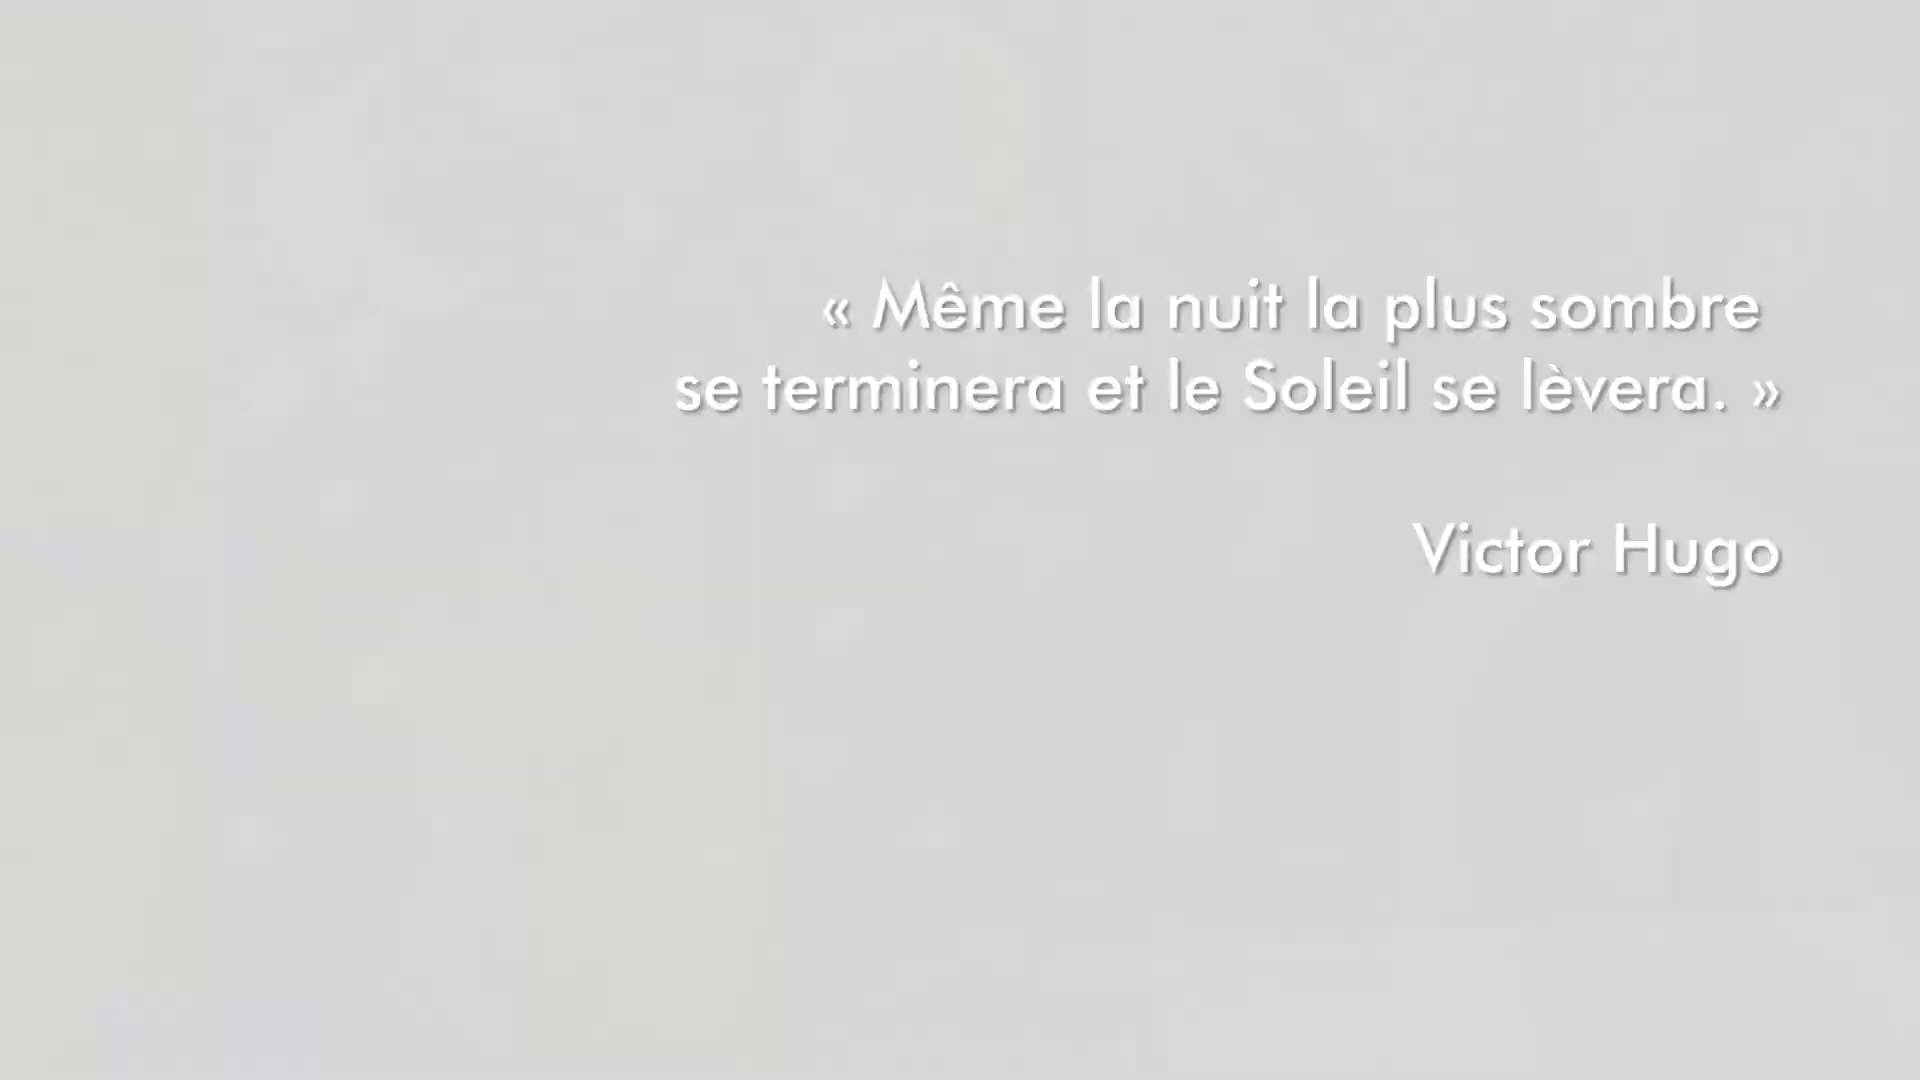 « Même la nuit la plus sombre
se terminera et le Soleil se lèvera. »
Victor Hugo